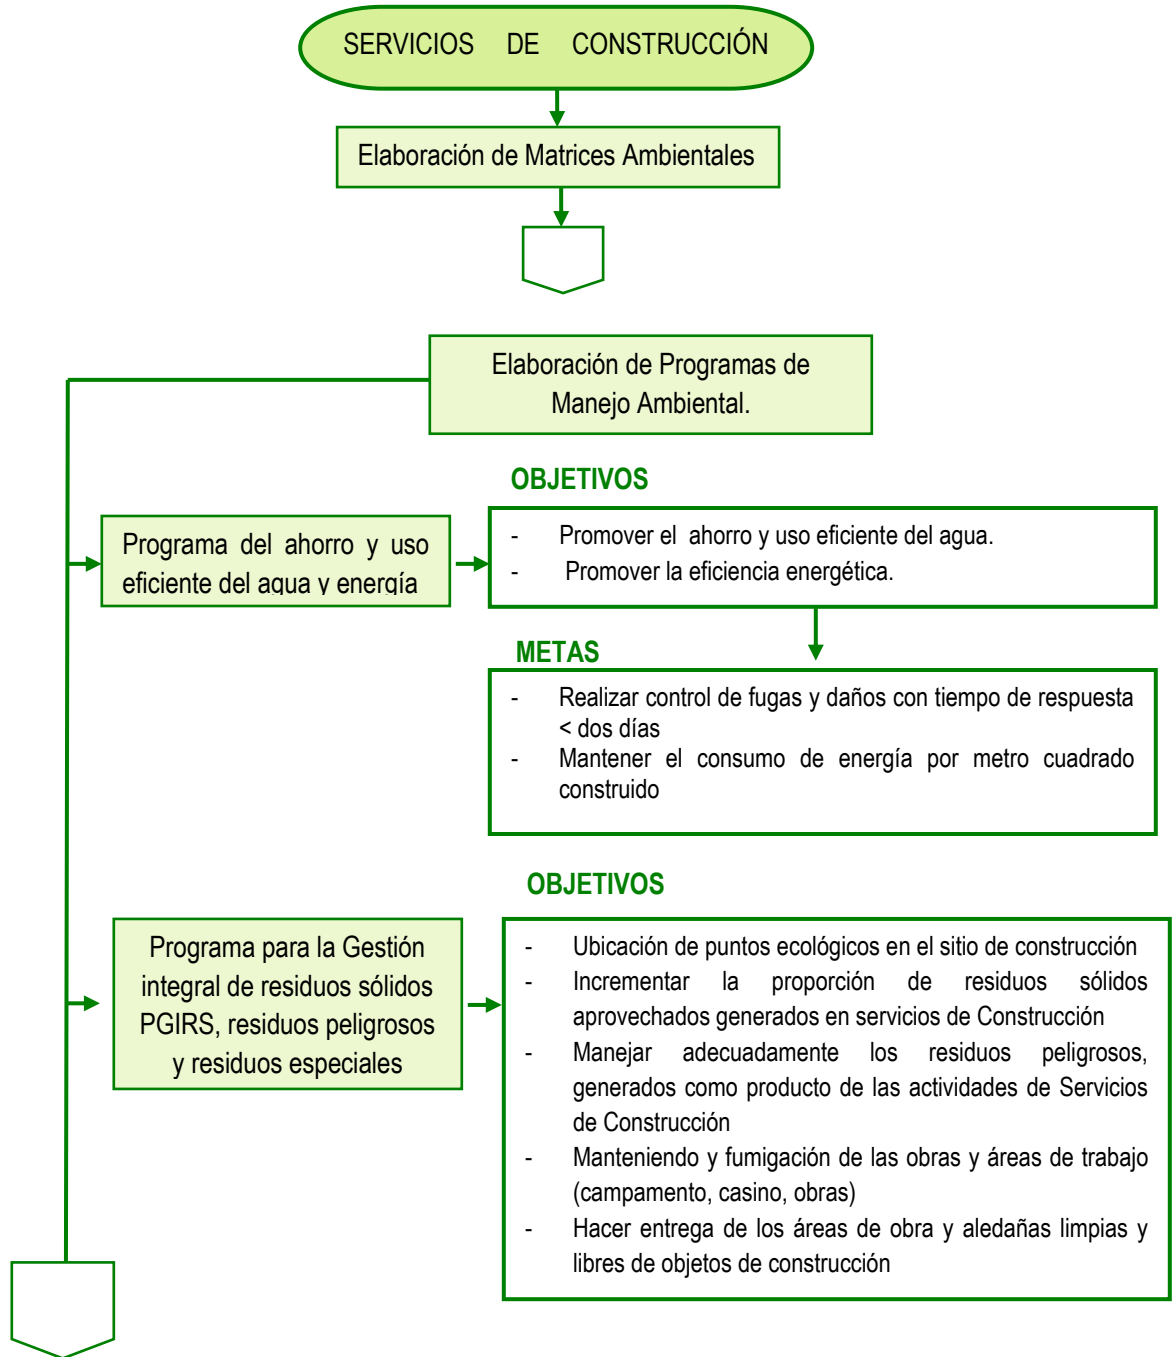 SERVICIOS DE CONSTRUCCIÓN
Elaboración de Matrices Ambientales
Elaboración de Programas de
Manejo Ambiental.
OBJETIVOS
Programa del ahorro y uso
eficiente del agua y energía
- Promover el ahorro y uso eficiente del agua.
- Promover la eficiencia energética.
METAS
- Realizar control de fugas y daños con tiempo de respuesta
< dos días
- Mantener el consumo de energía por metro cuadrado
construido
OBJETIVOS
Programa para la Gestión
integral de residuos sólidos
PGIRS, residuos peligrosos
y residuos especiales
- Ubicación de puntos ecológicos en el sitio de construcción
- Incrementar la proporción de residuos sólidos
aprovechados generados en servicios de Construcción
- Manejar adecuadamente los residuos peligrosos,
generados como producto de las actividades de Servicios
de Construcción
- Manteniendo y fumigación de las obras y áreas de trabajo
(campamento, casino, obras)
- Hacer entrega de los áreas de obra y aledañas limpias y
libres de objetos de construcción